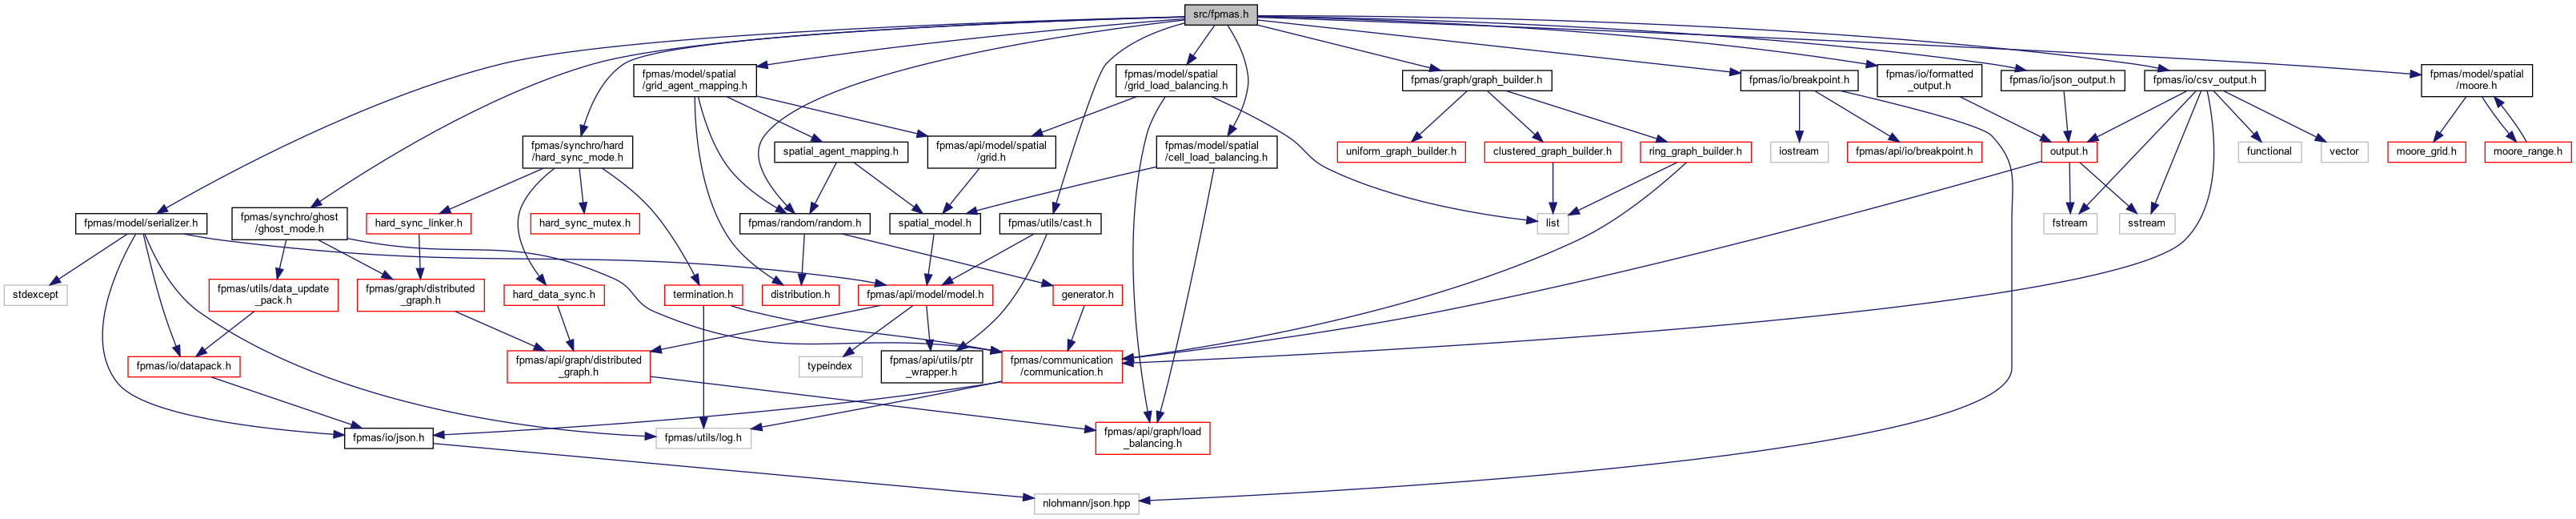 src/fpmas.h
fpmas/model/spatial
/grid_agent_mapping.h
fpmas/model/spatial
/grid_load_balancing.h
fpmas/graph/graph_builder.h
fpmas/io/breakpoint.h
fpmas/io/formatted
_output.h
fpmas/io/json_output.h
fpmas/io/csv_output.h
fpmas/model/spatial
/moore.h
fpmas/synchro/hard
/hard_sync_mode.h
spatial_agent_mapping.h
fpmas/api/model/spatial
/grid.h
fpmas/model/spatial
/cell_load_balancing.h
uniform_graph_builder.h
clustered_graph_builder.h
ring_graph_builder.h
iostream
fpmas/api/io/breakpoint.h
output.h
functional
vector
moore_grid.h
moore_range.h
fpmas/model/serializer.h
fpmas/synchro/ghost
/ghost_mode.h
hard_sync_linker.h
hard_sync_mutex.h
fpmas/random/random.h
spatial_model.h
fpmas/utils/cast.h
list
fstream
sstream
stdexcept
fpmas/utils/data_update
_pack.h
fpmas/graph/distributed
_graph.h
hard_data_sync.h
termination.h
distribution.h
fpmas/api/model/model.h
generator.h
fpmas/io/datapack.h
fpmas/api/graph/distributed
_graph.h
typeindex
fpmas/api/utils/ptr
_wrapper.h
fpmas/communication
/communication.h
fpmas/io/json.h
fpmas/utils/log.h
fpmas/api/graph/load
_balancing.h
nlohmann/json.hpp